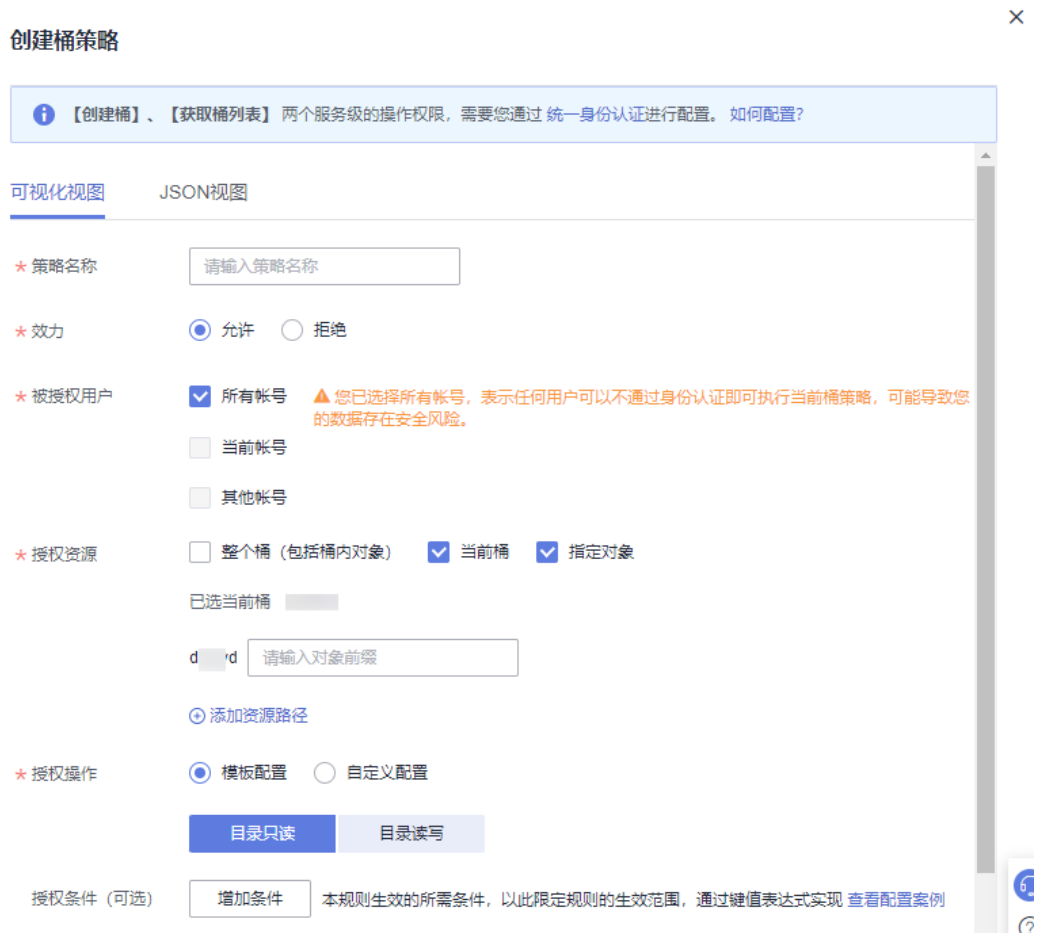 创建桶策略
【创建桶】、【获取桶列表】两个服务级的操作权限，需要您通过 统一身份认证进行配置。 如何配置?
可视化视图 JSON视图
* 策略名称 请输入策略名称
* 效力 允许 拒绝
* 被授权用户 所有帐号 您已选择所有帐号，表示任何用户可以不通过身份认证即可执行当前桶策略，可能导致您
的数据存在安全风险。
当前帐号
其他帐号
* 授权资源 整个桶（包括桶内对象） 当前桶 指定对象
已选当前桶
请输入对象前缀
添加资源路径
* 授权操作 模板配置 自定义配置
目录只读 目录读写
授权条件（可选） 增加条件 本规则生效的所需条件，以此限定规则的生效范围，通过键值表达式实现 查看配置案例